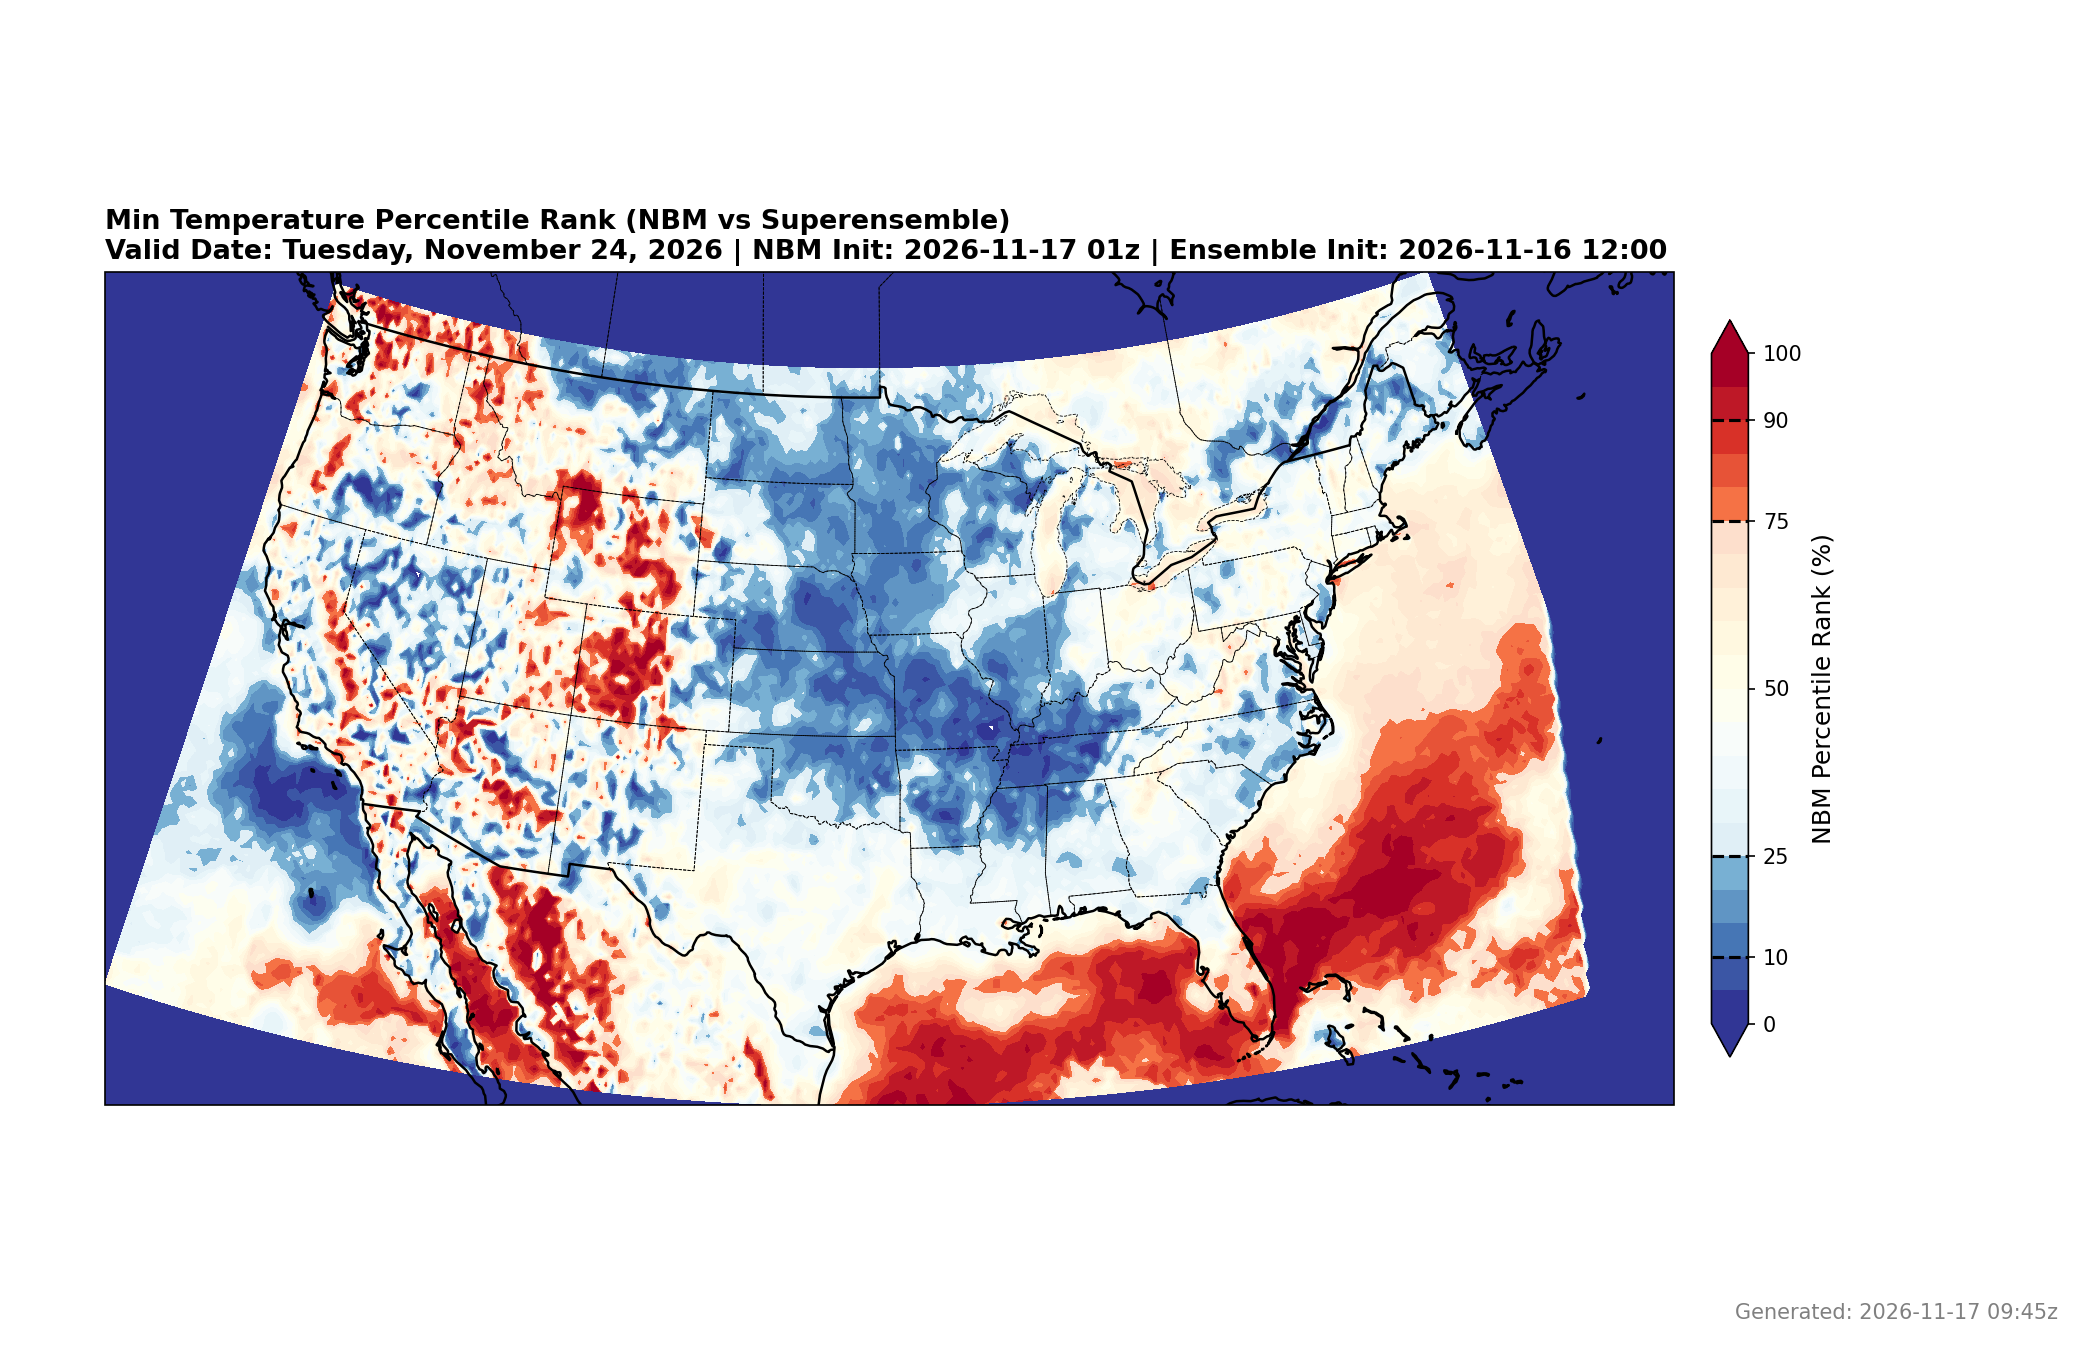 Min Temperature Percentile Rank (NBM vs Superensemble)
Valid Date: Tuesday, November 24, 2026 | NBM Init: 2026-11-17 01z | Ensemble Init: 2026-11-16 12:00
100
90
75
50
25
10
0
NBM Percentile Rank (%)
Generated: 2026-11-17 09:45z